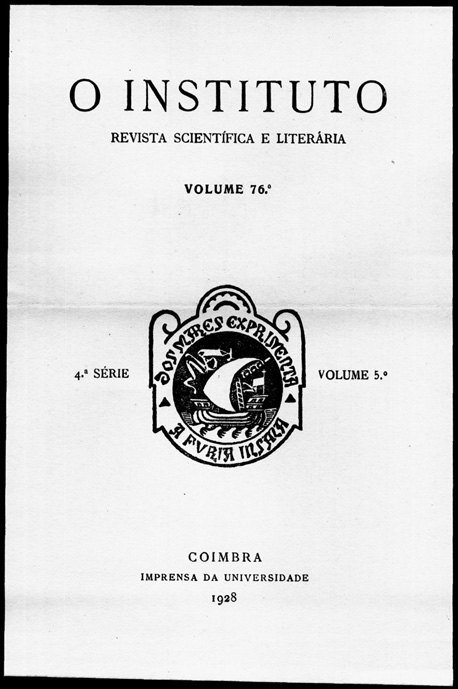 O INSTITUTO
REVISTA SCIENTÍFICA E LITERÁRIA
VOLUME 76.º
DOS MARES EXPRIMENTA
A FVRIA INSANA
4.ª SÉRIE
VOLUME 5.º
COIMBRA
IMPRENSA DA UNIVERSIDADE
1928